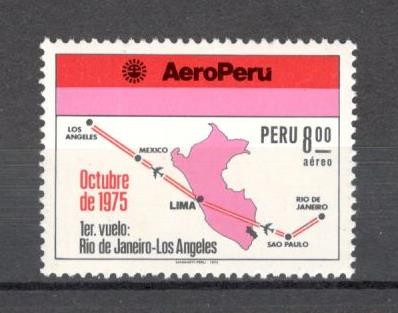 AeroPeru
PERU 8.00
aéreo
LOS
ANGELES
MEXICO
LIMA
RIO DE
JANEIRO
SAO PAULO
Octubre
de 1975
1er. vuelo:
Rio de Janeiro-Los Angeles